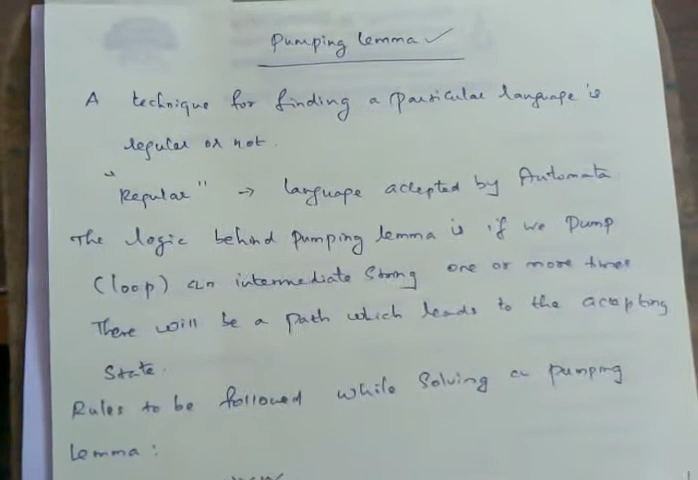 Pumping lemma ✓
A technique for finding a particular language is
regular or not.
"Regular" → language accepted by Automata
The logic behind pumping lemma is if we Pump
(loop) an intermediate String one or more times
There will be a path which leads to the accepting
State.
Rules to be followed while Solving a pumping
lemma: